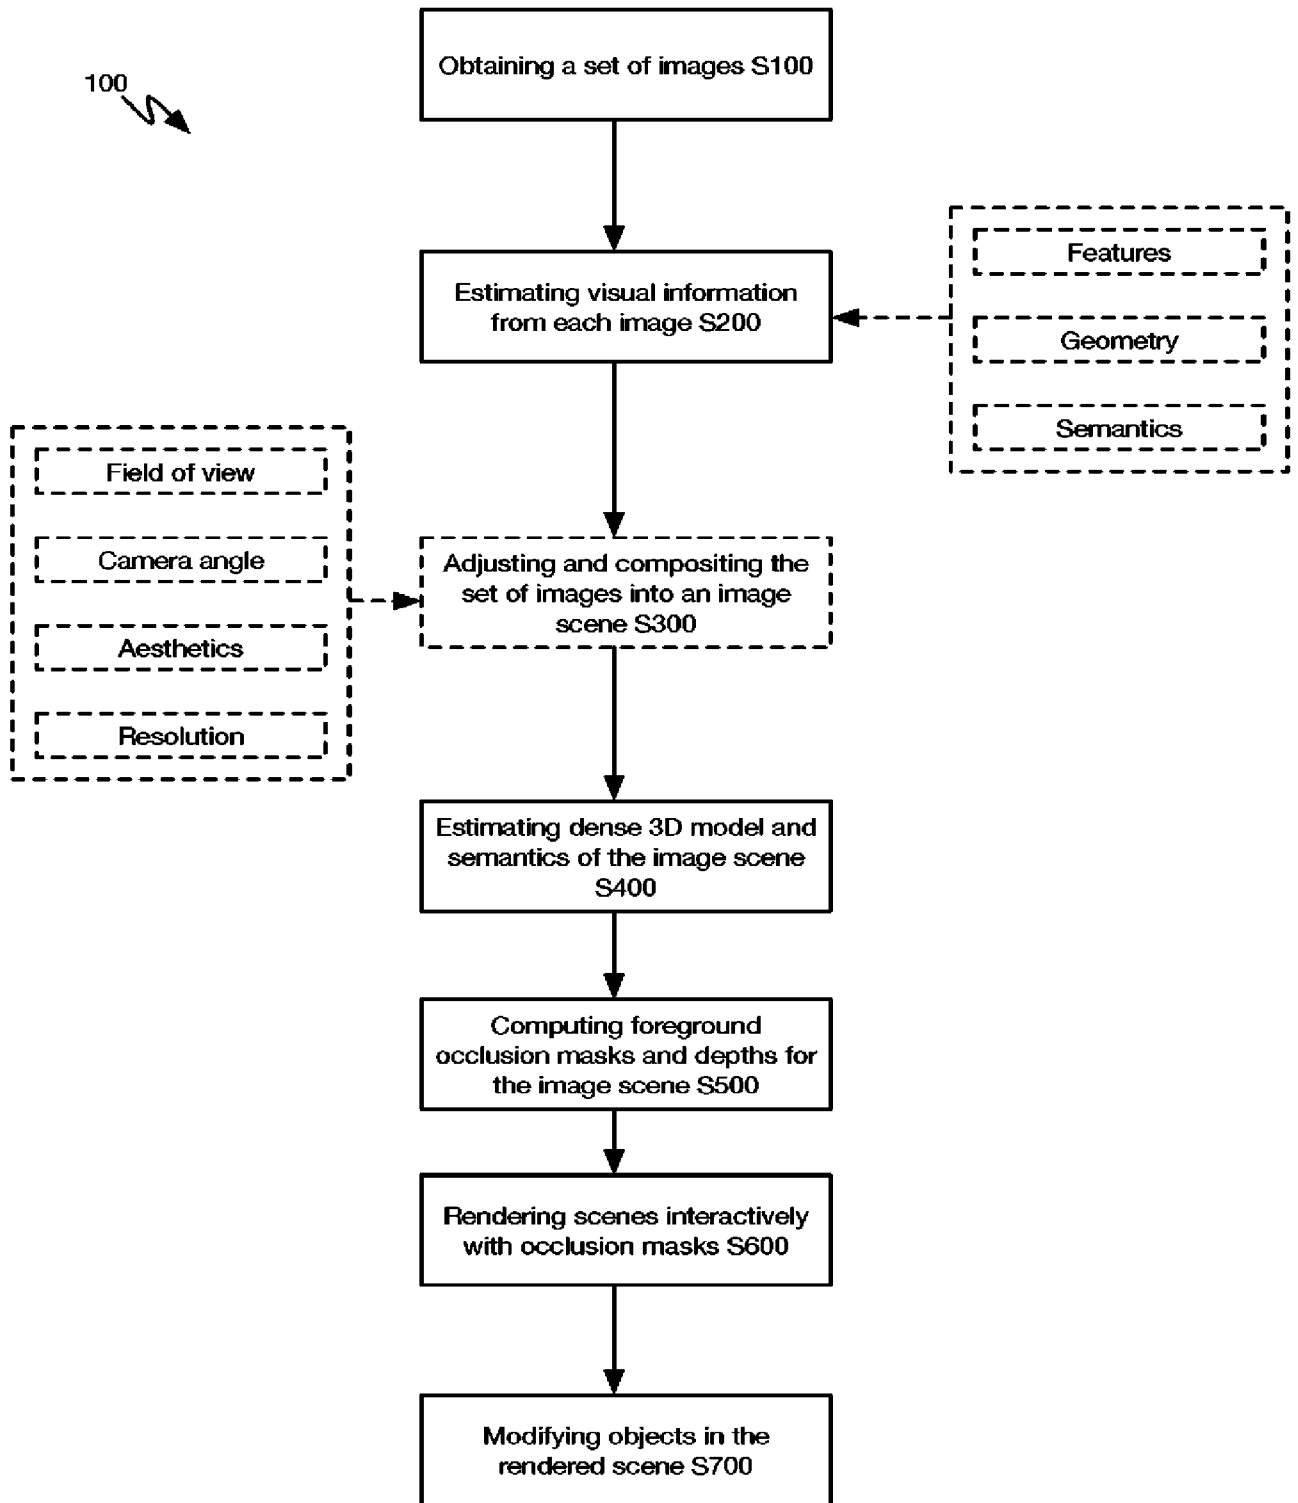 Obtaining a set of images S100
100
Estimating visual information
from each image S200
Features
Geometry
Semantics
Field of view
Camera angle
Aesthetics
Resolution
Adjusting and compositing the
set of images into an image
scene S300
Estimating dense 3D model and
semantics of the image scene
S400
Computing foreground
occlusion masks and depths for
the image scene S500
Rendering scenes interactively
with occlusion masks S600
Modifying objects in the
rendered scene S700